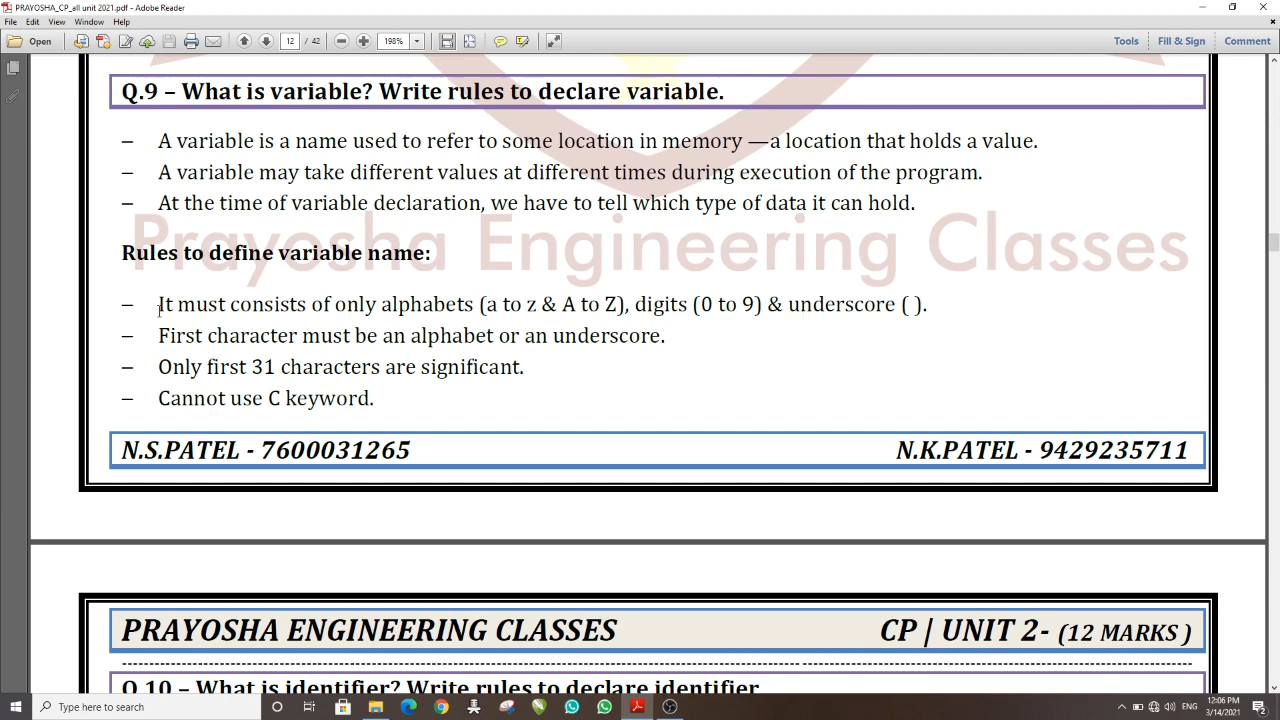 PRAYOSHA_CP_all unit 2021.pdf - Adobe Reader
File Edit View Window Help
Open 12 / 42 198% Tools Fill & Sign Comment
Q.9 – What is variable? Write rules to declare variable.
– A variable is a name used to refer to some location in memory —a location that holds a value.
– A variable may take different values at different times during execution of the program.
– At the time of variable declaration, we have to tell which type of data it can hold.
Prayosha Engineering Classes
Rules to define variable name:
– It must consists of only alphabets (a to z & A to Z), digits (0 to 9) & underscore ( ).
– First character must be an alphabet or an underscore.
– Only first 31 characters are significant.
– Cannot use C keyword.
N.S.PATEL - 7600031265 N.K.PATEL - 9429235711
PRAYOSHA ENGINEERING CLASSES CP | UNIT 2- (12 MARKS )
Q.10 – What is identifier? Write rules to declare identifier
Type here to search
ENG
12:06 PM
3/14/2021
2